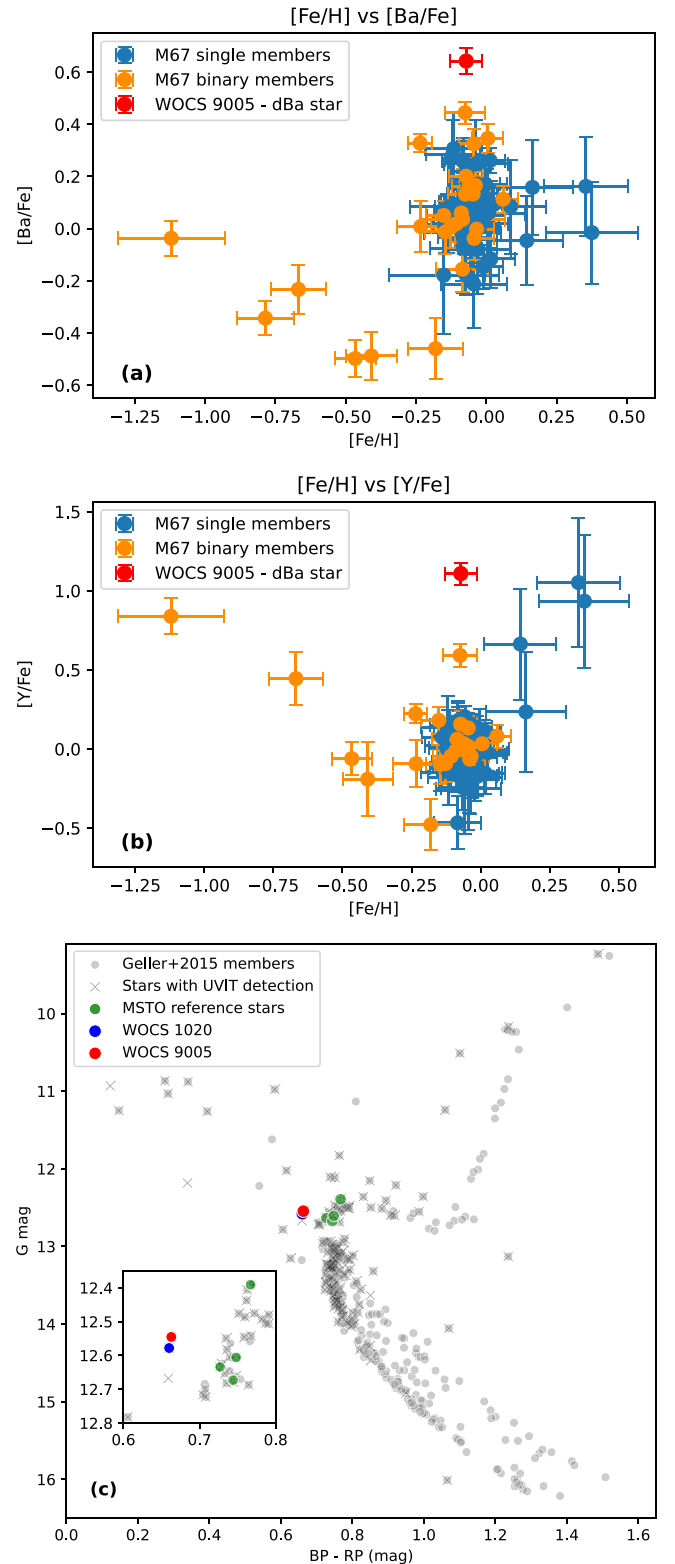 [Fe/H] vs [Ba/Fe]
M67 single members
M67 binary members
WOCS 9005 - dBa star
0.6
0.4
0.2
0.0
−0.2
−0.4
−0.6
[Ba/Fe]
(a)
−1.25 −1.00 −0.75 −0.50 −0.25 0.00 0.25 0.50
[Fe/H]
[Fe/H] vs [Y/Fe]
M67 single members
M67 binary members
WOCS 9005 - dBa star
1.5
1.0
0.5
0.0
−0.5
[Y/Fe]
(b)
−1.25 −1.00 −0.75 −0.50 −0.25 0.00 0.25 0.50
[Fe/H]
Geller+2015 members
Stars with UVIT detection
MSTO reference stars
WOCS 1020
WOCS 9005
10
11
12
13
14
15
16
G mag
12.4
12.5
12.6
12.7
12.8
0.6 0.7 0.8
(c)
0.0 0.2 0.4 0.6 0.8 1.0 1.2 1.4 1.6
BP - RP (mag)